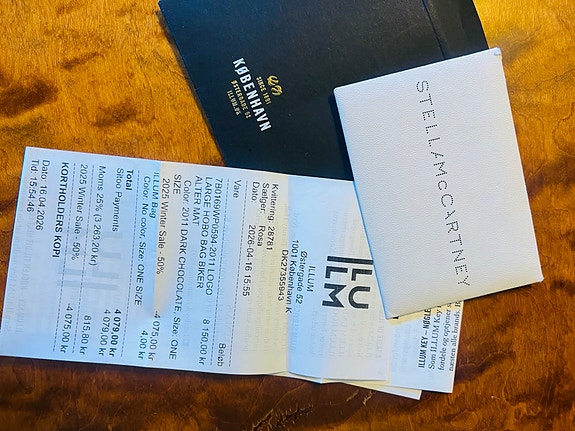 KØBENHAVN
SINCE 1891
ØSTERGADE 52
ILLUM.DK
STELLA McCARTNEY
ILLUM
ILLUM
Østergade 52
1001 København K
DK27355943
Kvittering: 28781
Sælger: Rosa
Dato 2026-04-16 15:55
Vare Beløb
7B0169WP0594-2011 LOGO
LARGE HOBO BAG BIKER
ALTER MAT 8 150,00 kr
Color: 2011 DARK CHOCOLATE. Size: ONE
SIZE
2025 Winter Sale - 50% -4 075,00 kr
ILLUM Bag 4,00 kr
Color: No color. Size: ONE SIZE
Total 4 079,00 kr
Sitoo Payments 4 079,00 kr
Moms 25% (3 263,20 kr) 815,80 kr
2025 Winter Sale - 50% -4 075,00 kr
KORTHOLDERS KOPI
Dato: 16.04.2026
Tid: 15:54:46